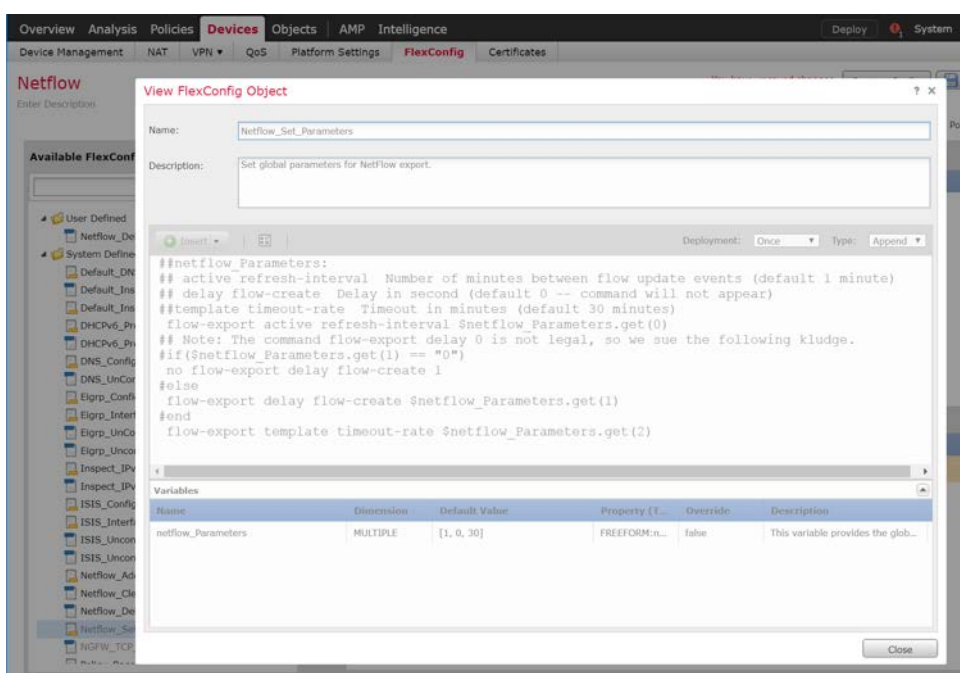 Overview Analysis Policies Devices Objects AMP Intelligence Deploy System
Device Management NAT VPN ▾ QoS Platform Settings FlexConfig Certificates
Netflow
Enter Description
View FlexConfig Object ? ×
Name: Netflow_Set_Parameters
Description: Set global parameters for NetFlow export.
Available FlexConf
User Defined
Netflow_De
System Define
Default_DN
Default_Ins
Default_Ins
DHCPv6_Pr
DHCPv6_Pr
DNS_Config
DNS_UnCor
Eigrp_Confi
Eigrp_Interf
Eigrp_UnCo
Eigrp_Uncor
Inspect_IPv
Inspect_IPv
ISIS_Config
ISIS_Interf
ISIS_Uncon
ISIS_Uncon
Netflow_Ad
Netflow_Cle
Netflow_De
Netflow_Se
NGFW_TCP
Insert ▾ Deployment: Once Type: Append
##netflow_Parameters:
## active refresh-interval Number of minutes between flow update events (default 1 minute)
## delay flow-create Delay in second (default 0 -- command will not appear)
##template timeout-rate Timeout in minutes (default 30 minutes)
flow-export active refresh-interval $netflow_Parameters.get(0)
## Note: The command flow-export delay 0 is not legal, so we sue the following kludge.
#if($netflow_Parameters.get(1) == "0")
no flow-export delay flow-create 1
#else
flow-export delay flow-create $netflow_Parameters.get(1)
#end
flow-export template timeout-rate $netflow_Parameters.get(2)
Variables
Name Dimension Default Value Property (T... Override Description
netflow_Parameters MULTIPLE [1, 0, 30] FREEFORM:n... false This variable provides the glob...
Close